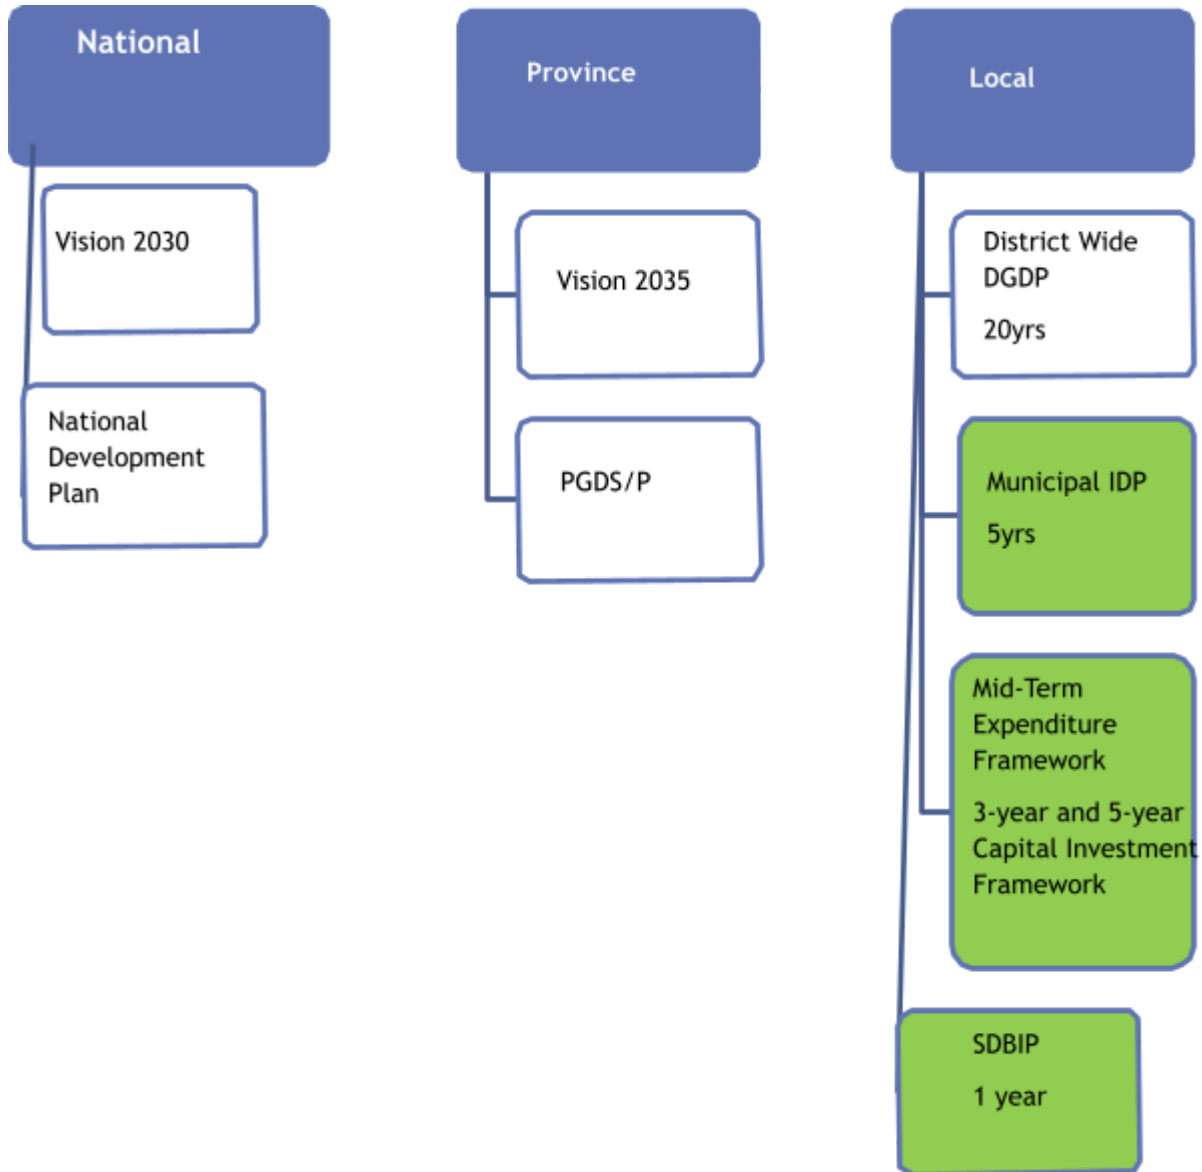 National
Vision 2030
National
Development
Plan
Province
Vision 2035
PGDS/P
Local
District Wide
DGDP
20yrs
Municipal IDP
5yrs
Mid-Term
Expenditure
Framework
3-year and 5-year
Capital Investment
Framework
SDBIP
1 year